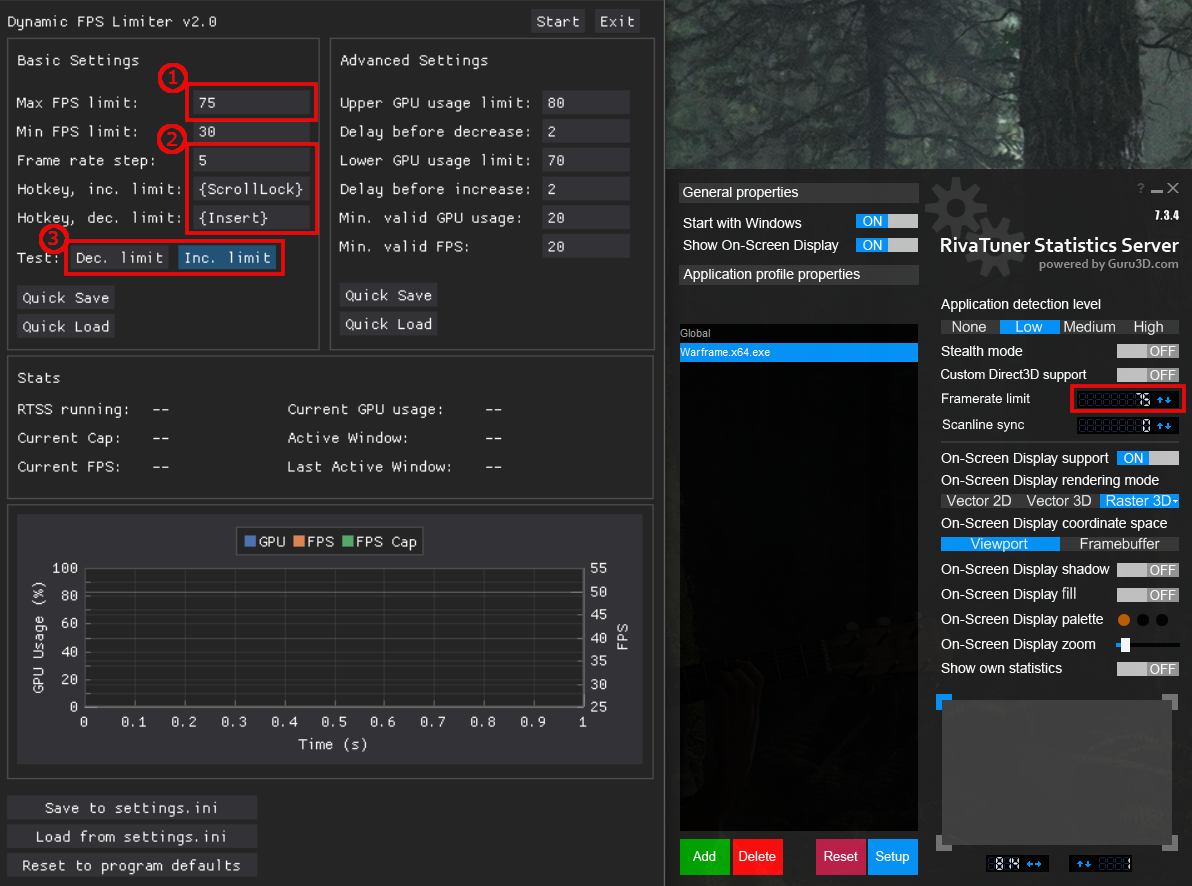 Dynamic FPS Limiter v2.0
Start Exit
Basic Settings
1
Max FPS limit: 75
Min FPS limit: 30
2
Frame rate step: 5
Hotkey, inc. limit: {ScrollLock}
Hotkey, dec. limit: {Insert}
3
Test: Dec. limit Inc. limit
Quick Save
Quick Load
Advanced Settings
Upper GPU usage limit: 80
Delay before decrease: 2
Lower GPU usage limit: 70
Delay before increase: 2
Min. valid GPU usage: 20
Min. valid FPS: 20
Quick Save
Quick Load
Stats
RTSS running: -- Current GPU usage: --
Current Cap: -- Active Window: --
Current FPS: -- Last Active Window: --
GPU FPS FPS Cap
GPU Usage (%)
100
80
60
40
20
0
55
50
45
40
35
30
25
FPS
0 0.1 0.2 0.3 0.4 0.5 0.6 0.7 0.8 0.9 1
Time (s)
Save to settings.ini
Load from settings.ini
Reset to program defaults
General properties
Start with Windows ON
Show On-Screen Display ON
Application profile properties
Global
Warframe.x64.exe
Add Delete Reset Setup
?
7.3.4
RivaTuner Statistics Server
powered by Guru3D.com
Application detection level
None Low Medium High
Stealth mode OFF
Custom Direct3D support OFF
Framerate limit 75
Scanline sync 0
On-Screen Display support ON
On-Screen Display rendering mode
Vector 2D Vector 3D Raster 3D
On-Screen Display coordinate space
Viewport Framebuffer
On-Screen Display shadow OFF
On-Screen Display fill OFF
On-Screen Display palette
On-Screen Display zoom
Show own statistics OFF
814 1